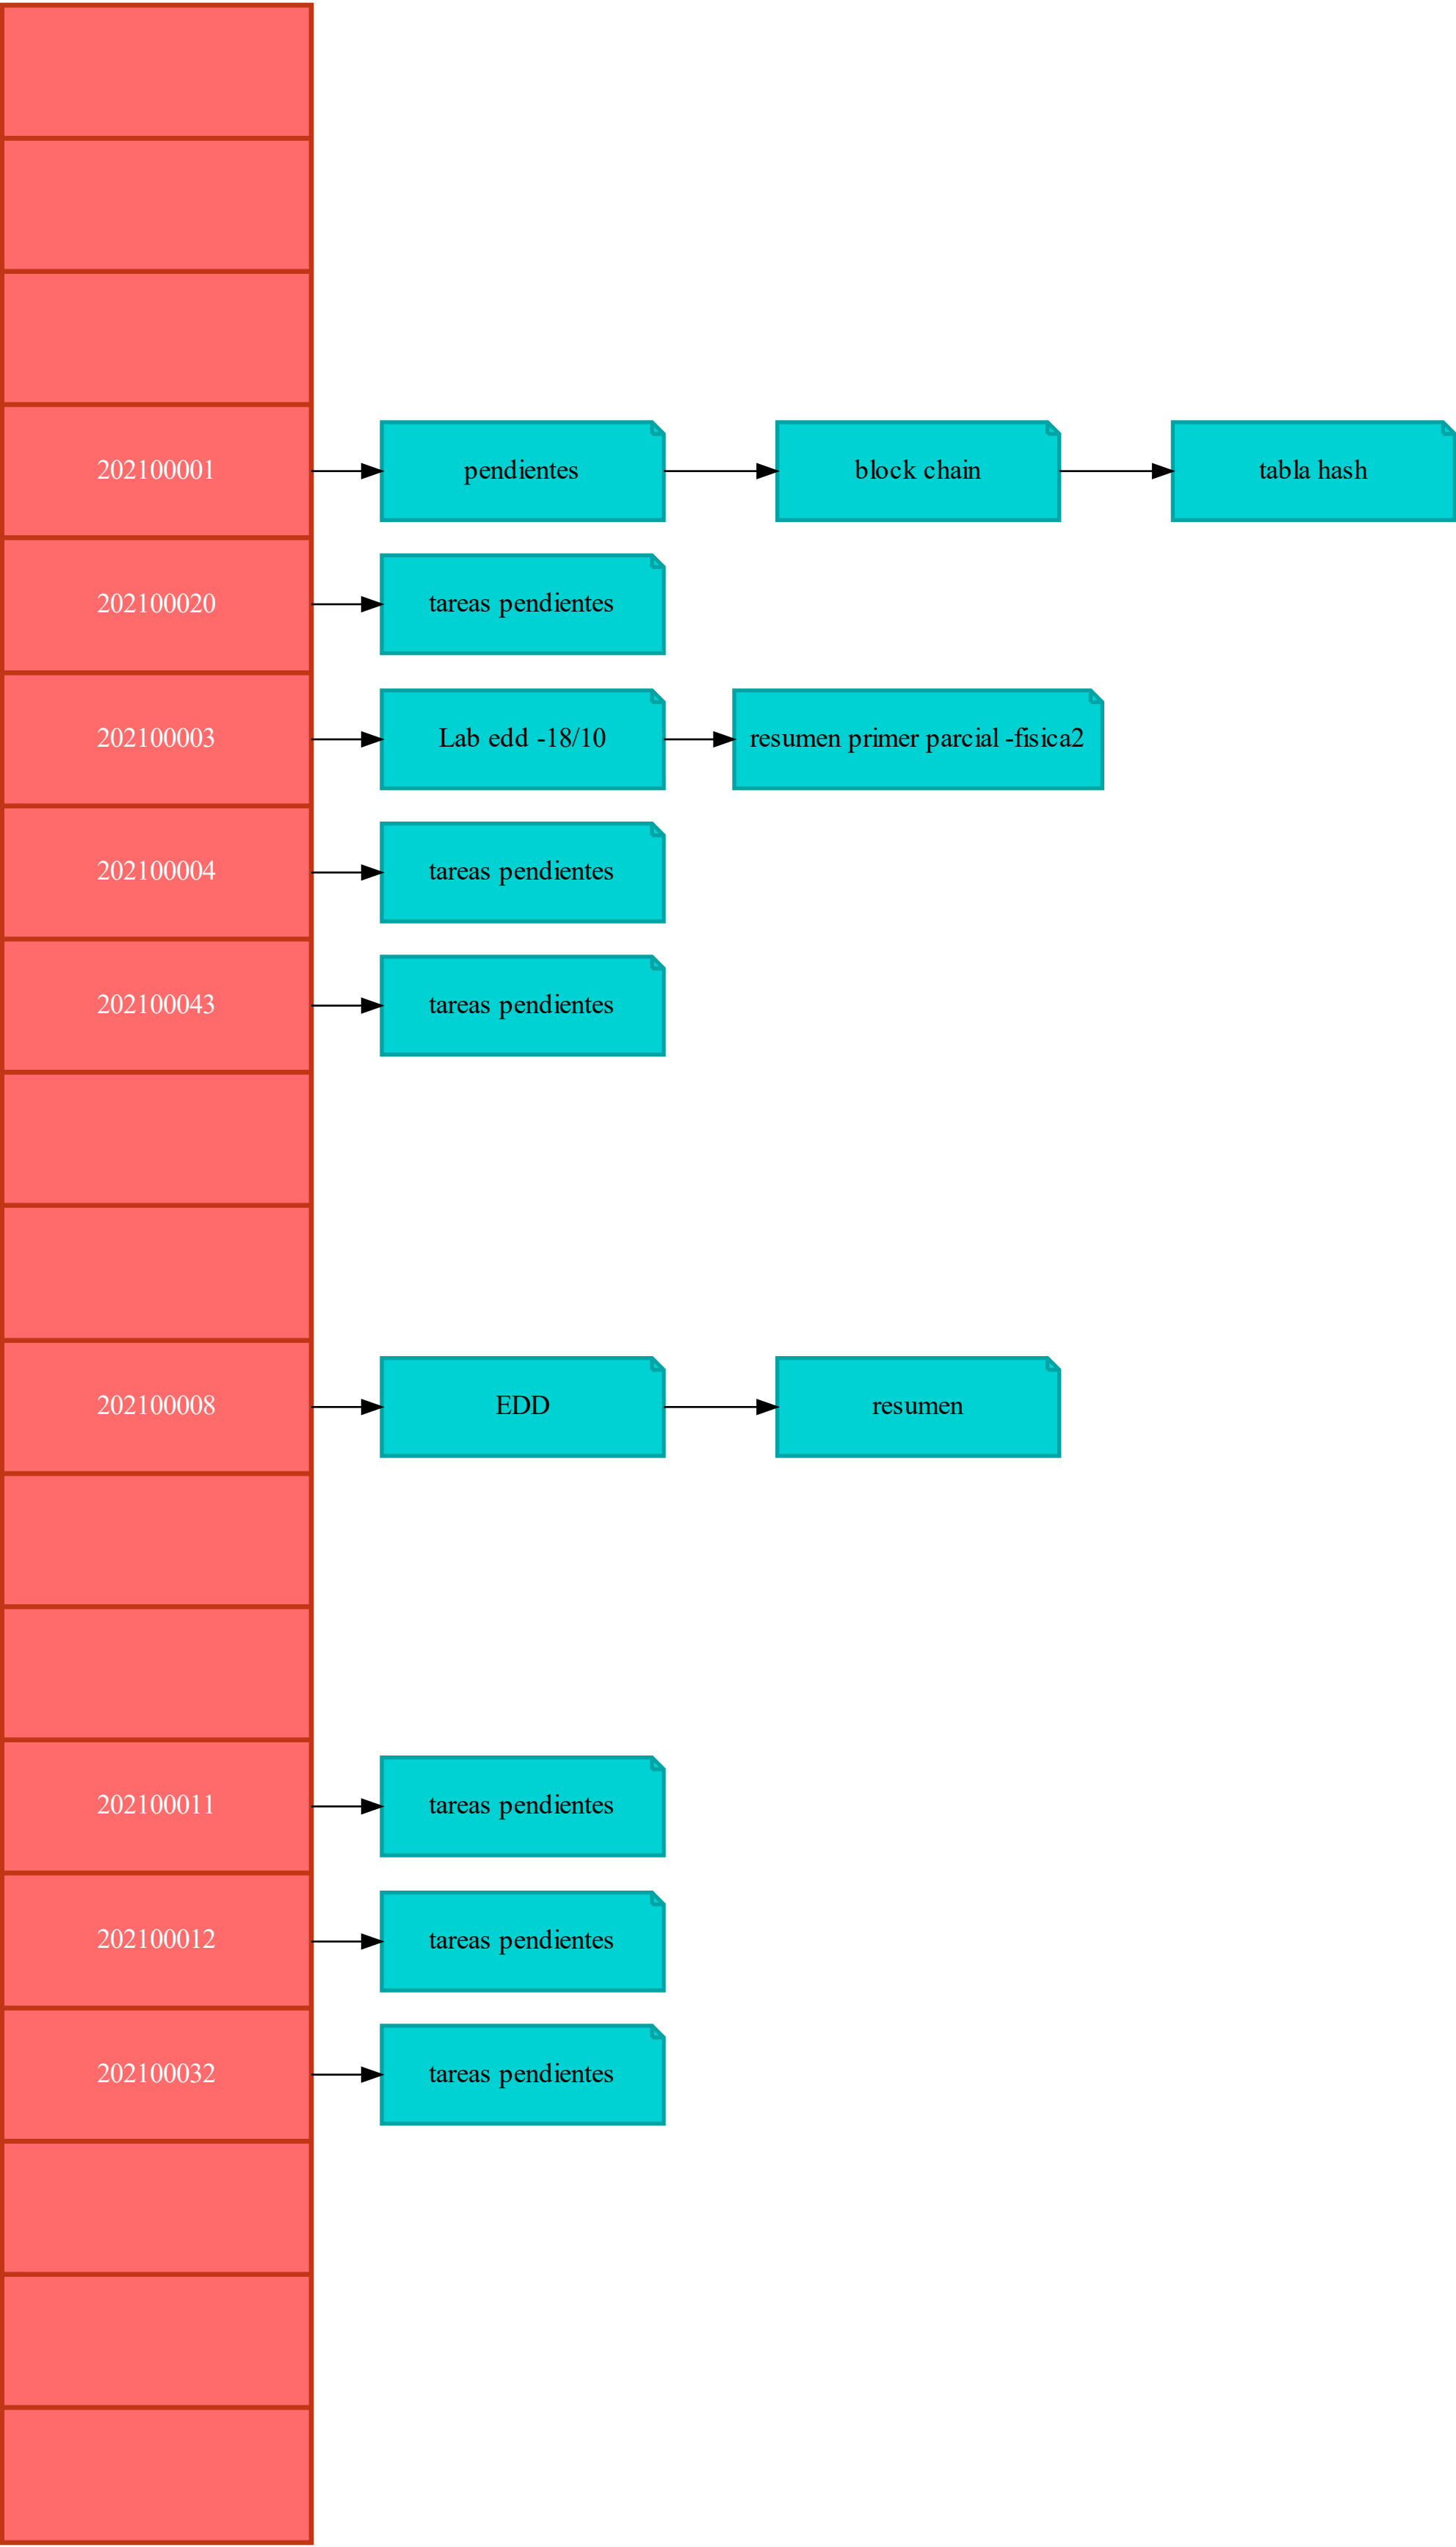 202100001 pendientes block chain tabla hash
202100020 tareas pendientes
202100003 Lab edd -18/10 resumen primer parcial -fisica2
202100004 tareas pendientes
202100043 tareas pendientes
202100008 EDD resumen
202100011 tareas pendientes
202100012 tareas pendientes
202100032 tareas pendientes